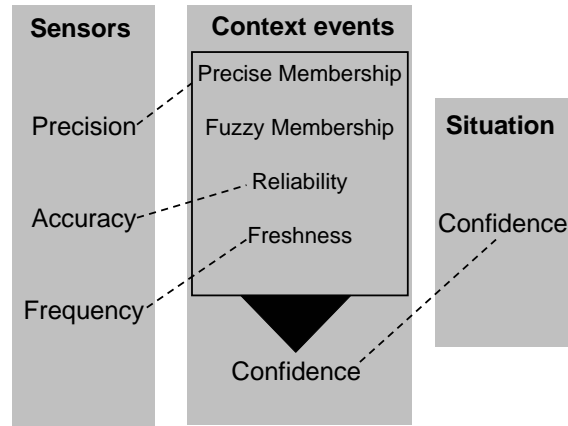 Sensors
Precision
Accuracy
Frequency
Context events
Precise Membership
Fuzzy Membership
Reliability
Freshness
Confidence
Situation
Confidence